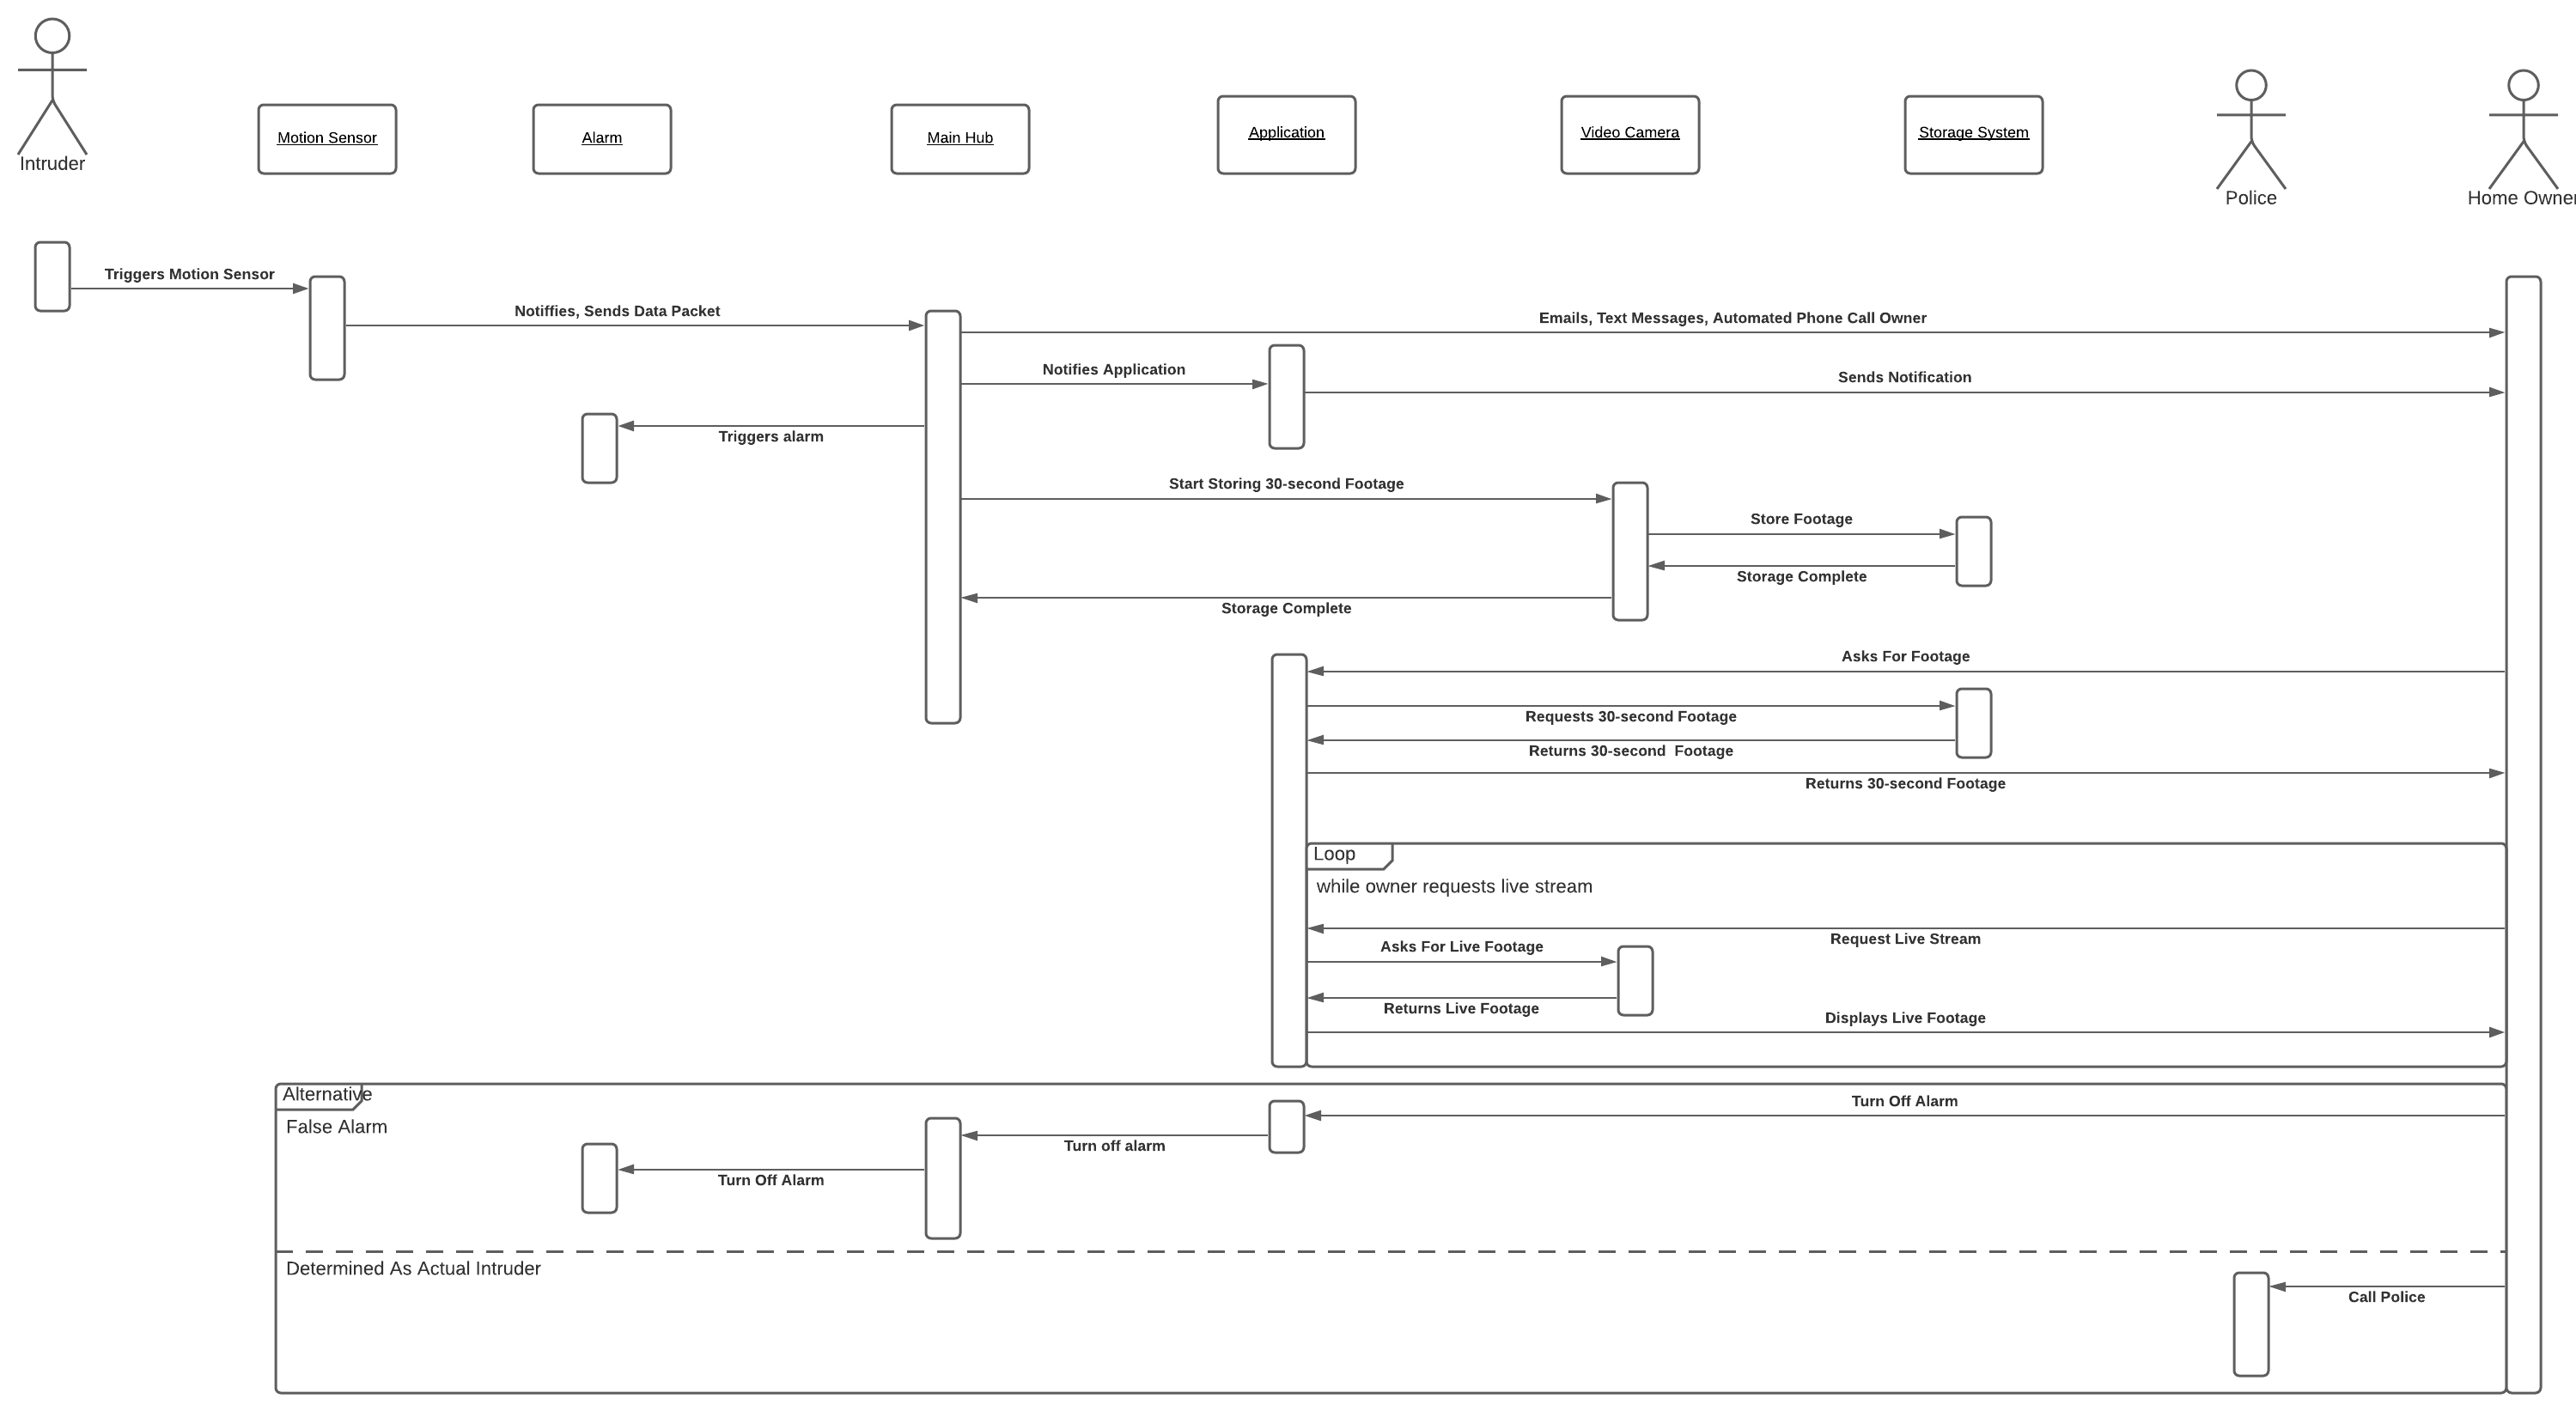 Intruder
Motion Sensor
Alarm
Main Hub
Application
Video Camera
Storage System
Police
Home Owner
Triggers Motion Sensor
Notiffies, Sends Data Packet
Emails, Text Messages, Automated Phone Call Owner
Notifies Application
Sends Notification
Triggers alarm
Start Storing 30-second Footage
Store Footage
Storage Complete
Storage Complete
Asks For Footage
Requests 30-second Footage
Returns 30-second  Footage
Returns 30-second Footage
Loop
while owner requests live stream
Request Live Stream
Asks For Live Footage
Returns Live Footage
Displays Live Footage
Alternative
False Alarm
Turn Off Alarm
Turn off alarm
Turn Off Alarm
Determined As Actual Intruder
Call Police